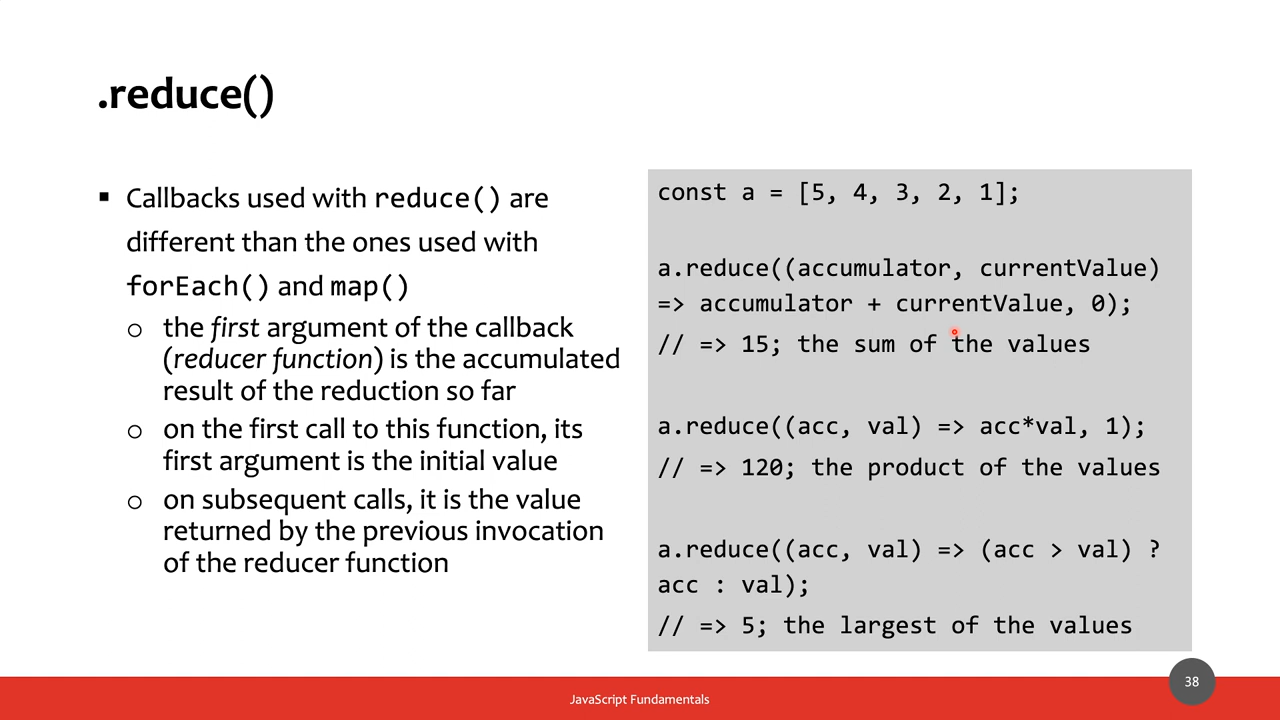 .reduce()
▪ Callbacks used with reduce() are
different than the ones used with
forEach() and map()
o the first argument of the callback
(reducer function) is the accumulated
result of the reduction so far
o on the first call to this function, its
first argument is the initial value
o on subsequent calls, it is the value
returned by the previous invocation
of the reducer function
const a = [5, 4, 3, 2, 1];
a.reduce((accumulator, currentValue)
=> accumulator + currentValue, 0);
// => 15; the sum of the values
a.reduce((acc, val) => acc*val, 1);
// => 120; the product of the values
a.reduce((acc, val) => (acc > val) ?
acc : val);
// => 5; the largest of the values
JavaScript Fundamentals
38